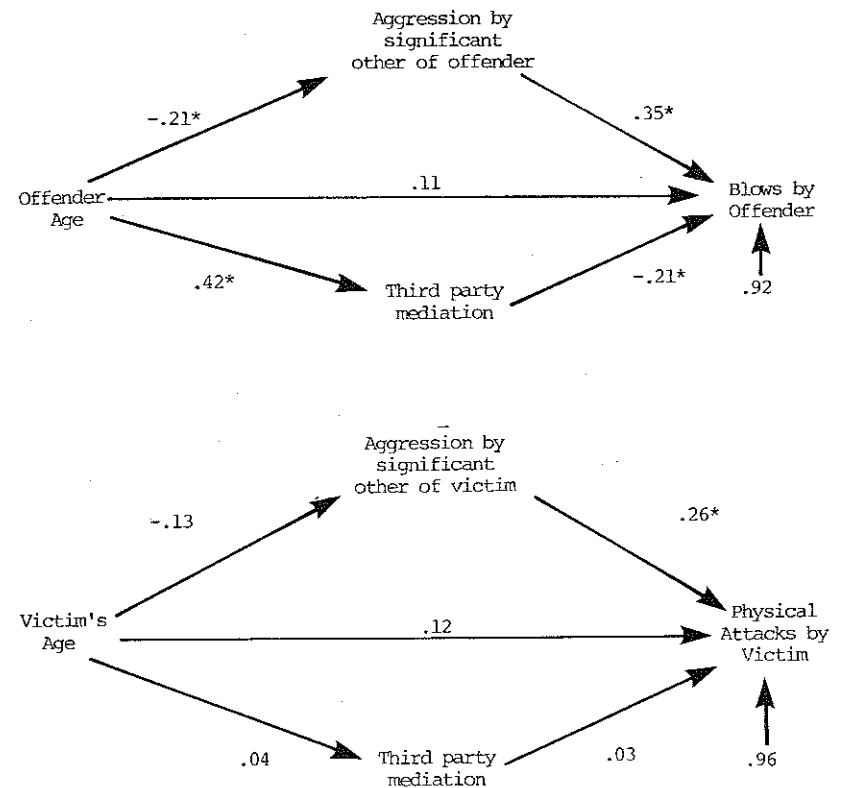 Aggression by
significant
other of offender
-.21*
.35*
.11
Offender
Age
Blows by
Offender
.42*
-.21*
Third party
mediation
.92
Aggression by
significant
other of victim
-.13
.26*
Victim's
Age
.12
Physical
Attacks by
Victim
.04
Third party
mediation
.03
.96